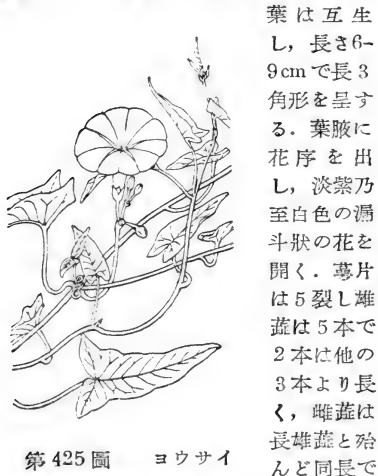 葉は互生
し，長さ6-
9cmで長3
角形を呈す
る．葉腋に
花序を出
し，淡紫乃
至白色の漏
斗狀の花を
開く．萼片
は5裂し雄
蕋は5本で
2本は他の
3本より長
く，雌蕋は
長雄蕋と殆
んど同長で
第425圖 ヨウサイ